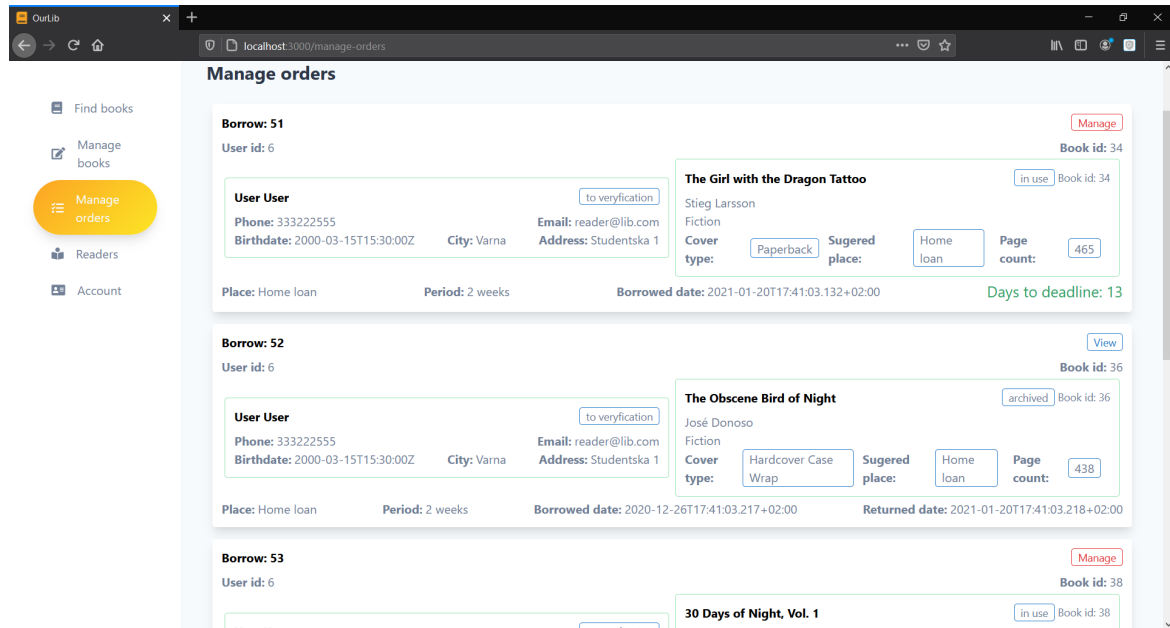 OurLib
localhost:3000/manage-orders
Find books
Manage
books
Manage
orders
Readers
Account
Manage orders
Borrow: 51 Manage
User id: 6 Book id: 34
User User to veryfication
Phone: 333222555 Email: reader@lib.com
Birthdate: 2000-03-15T15:30:00Z City: Varna Address: Studentska 1
The Girl with the Dragon Tattoo in use Book id: 34
Stieg Larsson
Fiction
Cover type: Paperback Sugered place: Home loan Page count: 465
Place: Home loan Period: 2 weeks Borrowed date: 2021-01-20T17:41:03.132+02:00 Days to deadline: 13
Borrow: 52 View
User id: 6 Book id: 36
User User to veryfication
Phone: 333222555 Email: reader@lib.com
Birthdate: 2000-03-15T15:30:00Z City: Varna Address: Studentska 1
The Obscene Bird of Night archived Book id: 36
José Donoso
Fiction
Cover type: Hardcover Case Wrap Sugered place: Home loan Page count: 438
Place: Home loan Period: 2 weeks Borrowed date: 2020-12-26T17:41:03.217+02:00 Returned date: 2021-01-20T17:41:03.218+02:00
Borrow: 53 Manage
User id: 6 Book id: 38
30 Days of Night, Vol. 1 in use Book id: 38